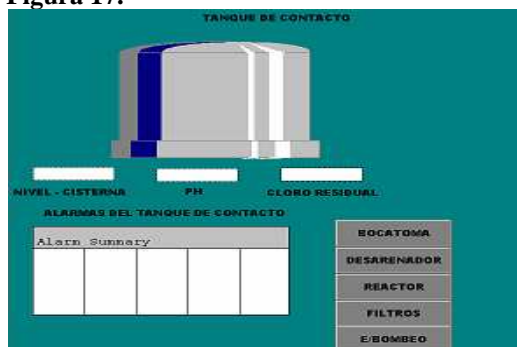 Figura 17.
TANQUE DE CONTACTO
NIVEL - CISTERNA PH CLORO RESIDUAL
ALARMAS DEL TANQUE DE CONTACTO
Alarm Summary
BOCATOMA
DESARENADOR
REACTOR
FILTROS
E/BOMBEO